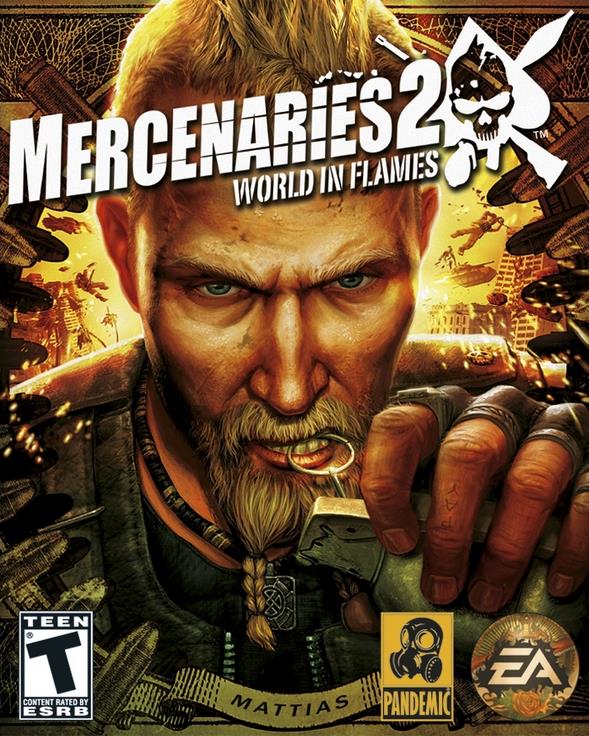 MERCENARIES 2
TM
WORLD IN FLAMES
TEEN
T
®
CONTENT RATED BY
ESRB
MATTIAS
PANDEMIC
EA